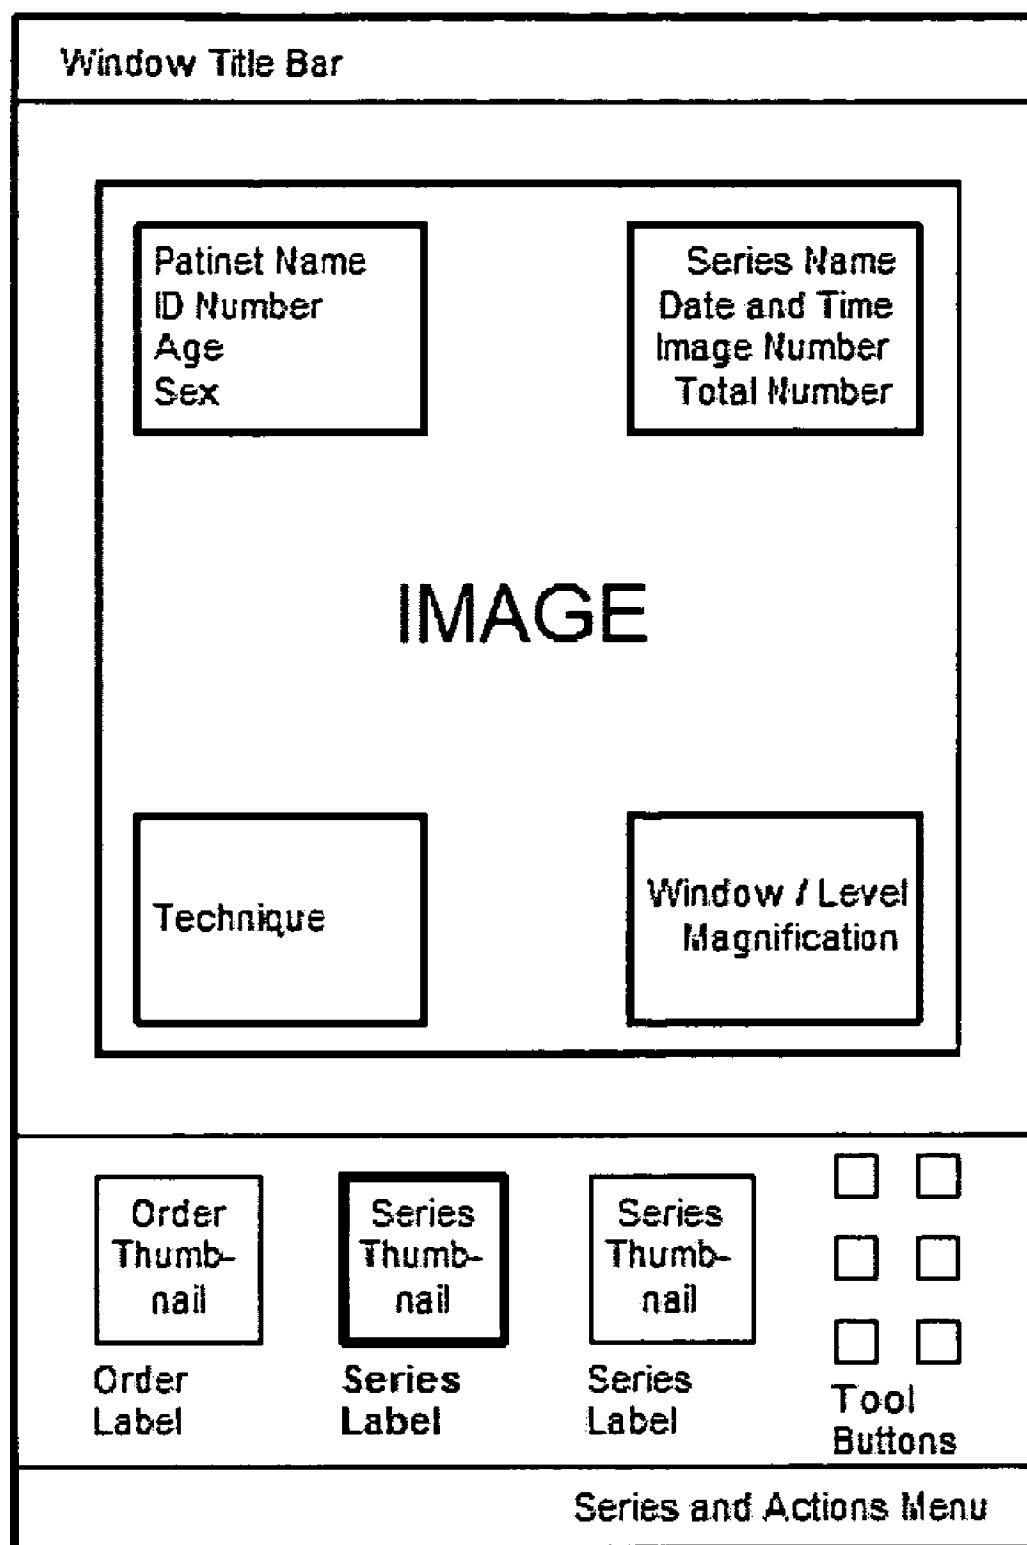 Window Title Bar
Patinet Name
ID Number
Age
Sex
Series Name
Date and Time
Image Number
Total Number
IMAGE
Technique
Window / Level
Magnification
Order
Thumb-
nail
Order
Label
Series
Thumb-
nail
Series
Label
Series
Thumb-
nail
Series
Label
Tool
Buttons
Series and Actions Menu